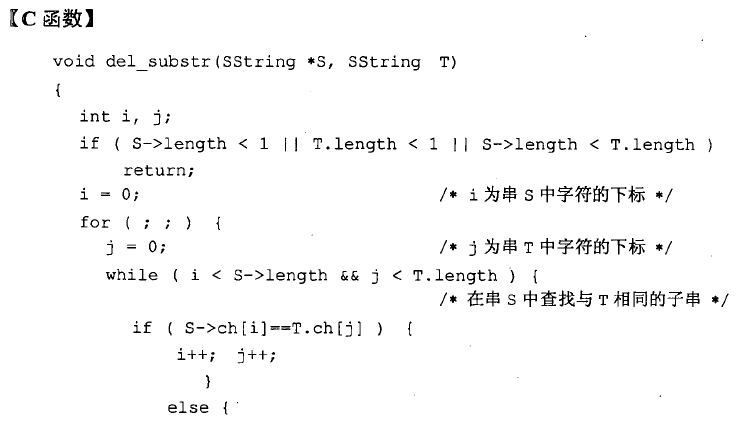 【C 函数】
void del_substr(SString *S, SString T)
{
int i, j;
if ( S->length < 1 || T.length < 1 || S->length < T.length )
return;
i = 0; /* i 为串 S 中字符的下标 */
for ( ; ; ) {
j = 0; /* j 为串 T 中字符的下标 */
while ( i < S->length && j < T.length ) {
/* 在串 S 中查找与 T 相同的子串 */
if ( S->ch[i]==T.ch[j] ) {
i++; j++;
}
else {